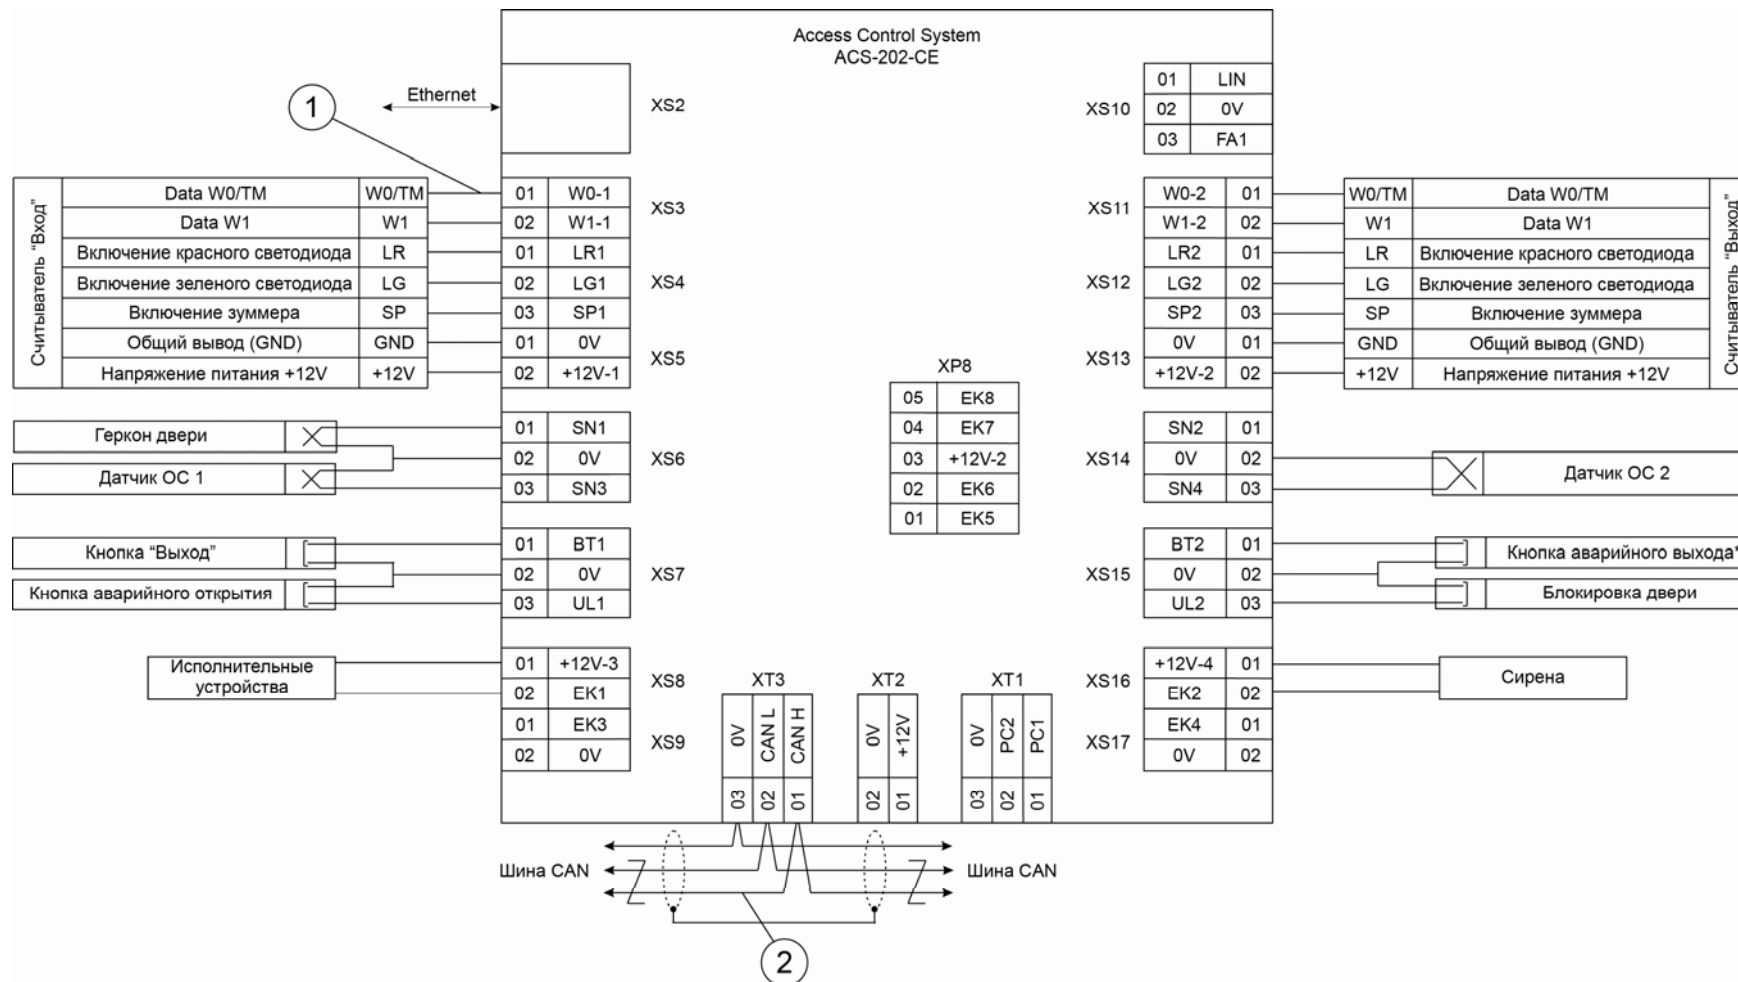 Access Control System
ACS-202-CE
Ethernet
XS2
1
Считыватель "Вход"
Data W0/TM W0/TM 01 W0-1
Data W1 W1 02 W1-1
XS3
Включение красного светодиода LR 01 LR1
Включение зеленого светодиода LG 02 LG1
Включение зуммера SP 03 SP1
XS4
Общий вывод (GND) GND 01 0V
Напряжение питания +12V +12V 02 +12V-1
XS5
Геркон двери
Датчик ОС 1
01 SN1
02 0V
03 SN3
XS6
Кнопка "Выход"
Кнопка аварийного открытия
01 BT1
02 0V
03 UL1
XS7
Исполнительные
устройства
01 +12V-3
02 EK1
XS8
01 EK3
02 0V
XS9
XP8
05 EK8
04 EK7
03 +12V-2
02 EK6
01 EK5
XS10
01 LIN
02 0V
03 FA1
XS11
W0-2 01 W0/TM Data W0/TM
W1-2 02 W1 Data W1
XS12
LR2 01 LR Включение красного светодиода
LG2 02 LG Включение зеленого светодиода
SP2 03 SP Включение зуммера
XS13
0V 01 GND Общий вывод (GND)
+12V-2 02 +12V Напряжение питания +12V
Считыватель "Выход"
XS14
SN2 01
0V 02
SN4 03
Датчик ОС 2
XS15
BT2 01
0V 02
UL2 03
Кнопка аварийного выхода*
Блокировка двери
XS16
+12V-4 01
EK2 02
Сирена
XS17
EK4 01
0V 02
XT3
0V CAN L CAN H
03 02 01
XT2
0V +12V
02 01
XT1
0V PC2 PC1
03 02 01
Шина CAN
Шина CAN
2